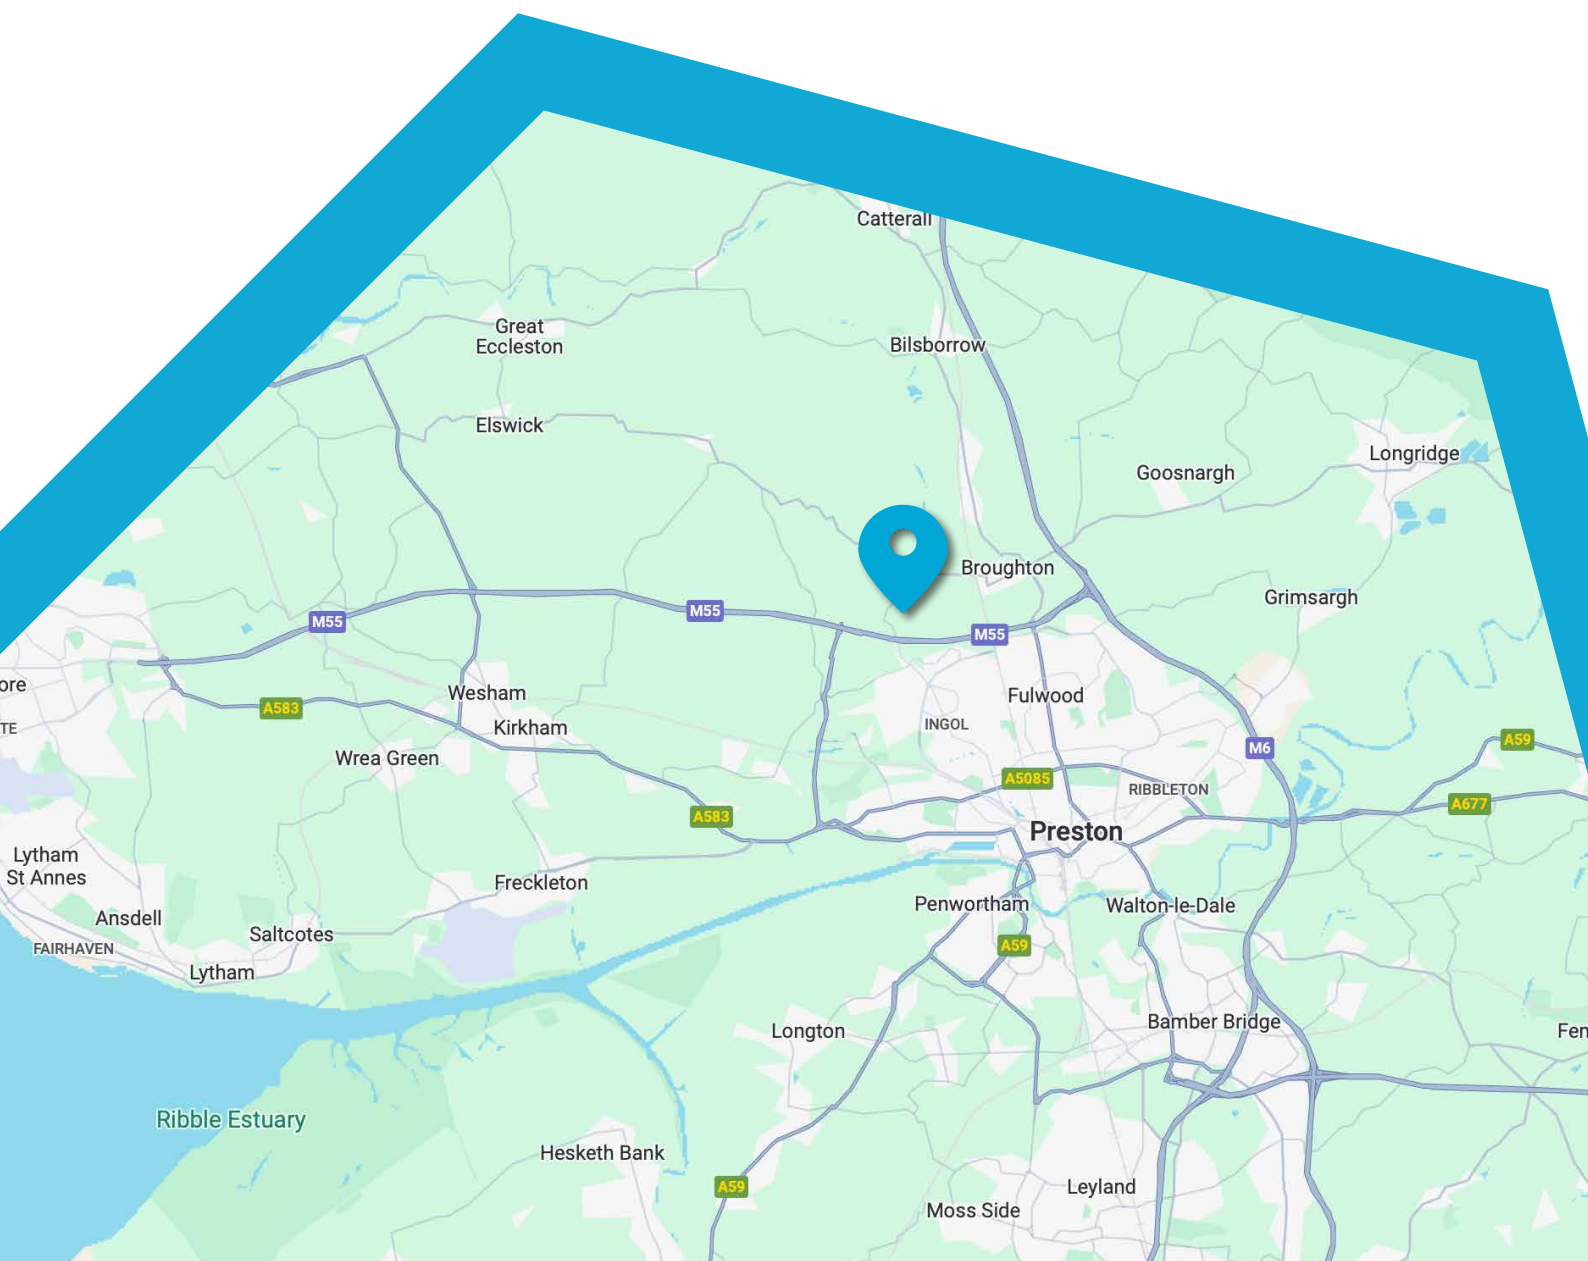 Catterall
Great
Eccleston
Bilsborrow
Elswick
Longridge
Goosnargh
Broughton
Grimsargh
M55
M55
M55
ore
Wesham
Fulwood
A583
TE
Kirkham
INGOL
Wrea Green
M6
A59
A5085
RIBBLETON
A677
A583
Preston
Lytham
St Annes
Freckleton
Penwortham
Walton-le-Dale
Ansdell
Saltcotes
FAIRHAVEN
A59
Lytham
Longton
Bamber Bridge
Fen
Ribble Estuary
Hesketh Bank
A59
Leyland
Moss Side